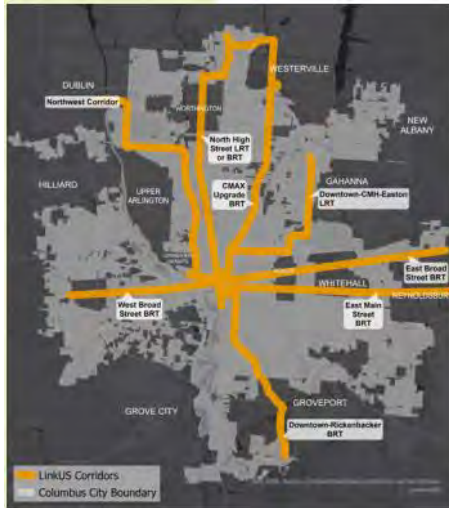 WESTERVILLE
DUBLIN
Northwest Corridor
WORTHINGTON
NEW
ALBANY
North High
Street LRT
or BRT
HILLIARD
UPPER
ARLINGTON
CMAX
Upgrade
BRT
GAHANNA
Downtown-CMH-Easton
LRT
East Broad
Street BRT
WHITEHALL
REYNOLDSBURG
West Broad
Street BRT
East Main
Street
BRT
GROVE CITY
GROVEPORT
Downtown-Rickenbacker
BRT
LinkUS Corridors
Columbus City Boundary